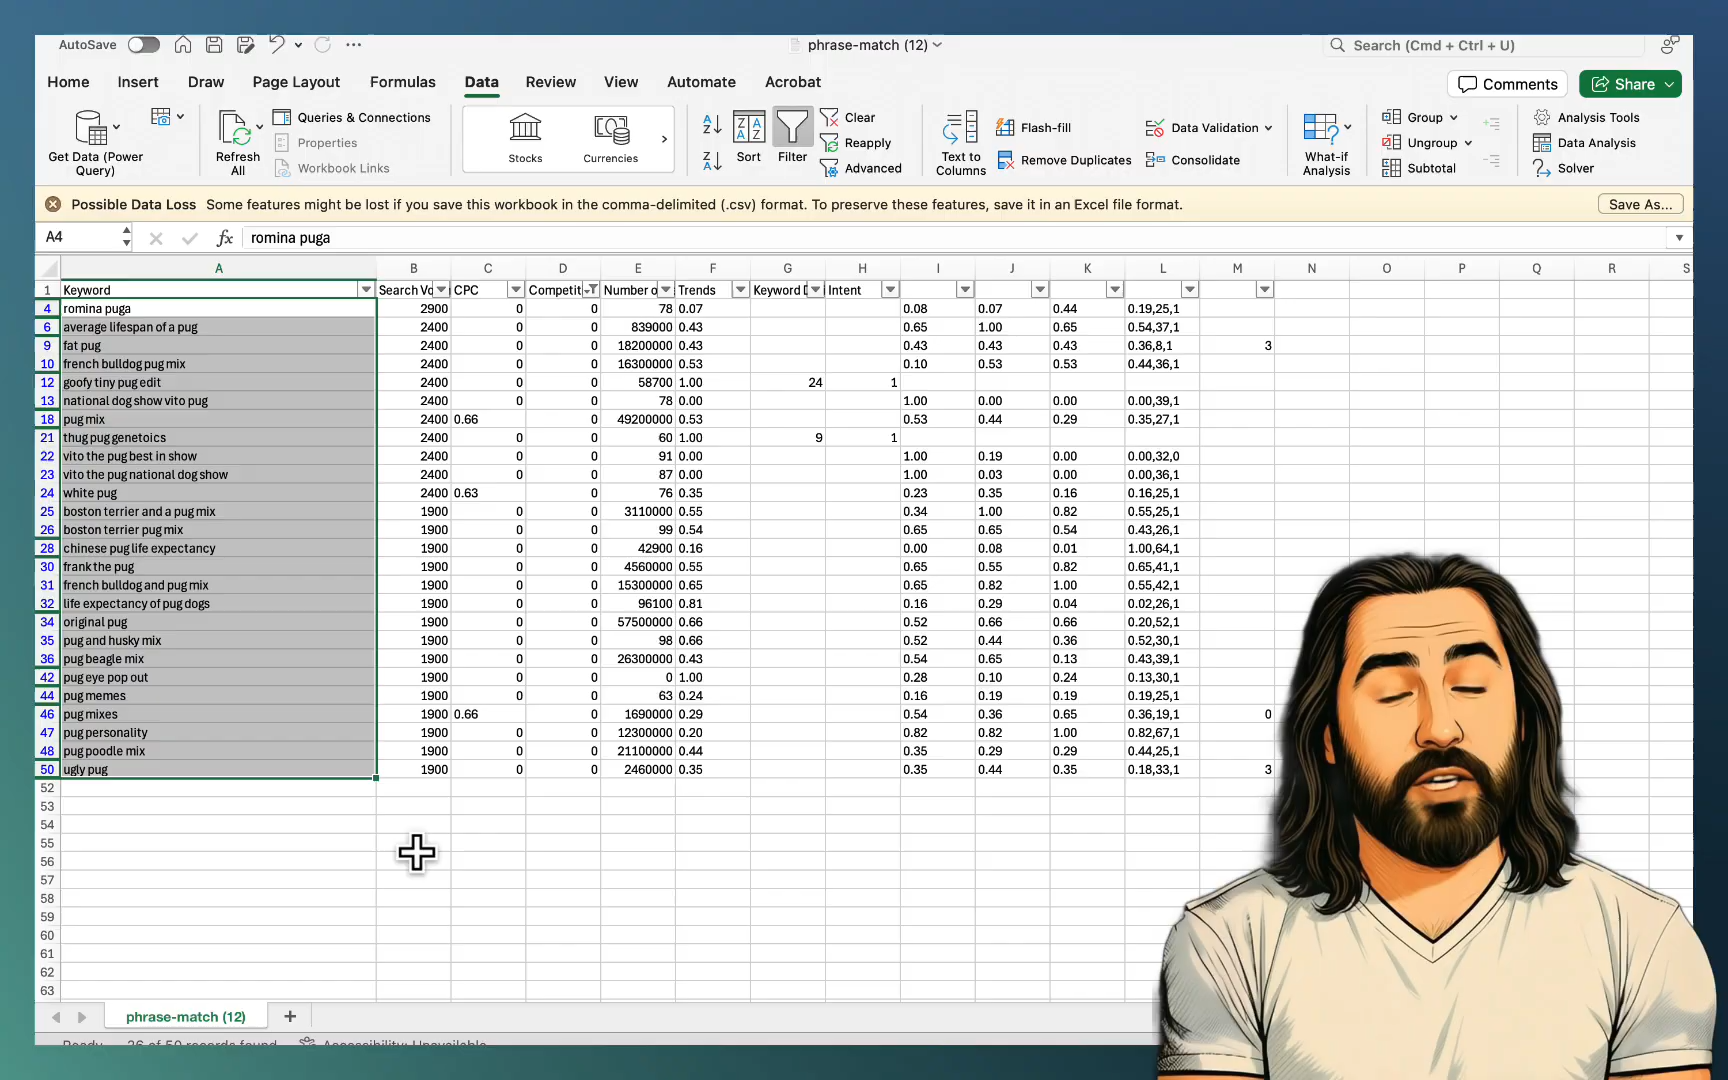 AutoSave
phrase-match (12)
Search (Cmd + Ctrl + U)
Home Insert Draw Page Layout Formulas Data Review View Automate Acrobat
Comments Share
Get Data (Power Query)
Refresh All
Queries & Connections
Properties
Workbook Links
Stocks
Currencies
Sort
Filter
Clear
Reapply
Advanced
Text to Columns
Flash-fill
Remove Duplicates
Data Validation
Consolidate
What-if Analysis
Group
Ungroup
Subtotal
Analysis Tools
Data Analysis
Solver
Possible Data Loss Some features might be lost if you save this workbook in the comma-delimited (.csv) format. To preserve these features, save it in an Excel file format. Save As...
A4 fx romina puga
A B C D E F G H I J K L M N O P Q R S
1 Keyword Search Vo CPC Competit Number o Trends Keyword D Intent
4 romina puga 2900 0 0 78 0.07 0.08 0.07 0.44 0.19,25,1
6 average lifespan of a pug 2400 0 0 839000 0.43 0.65 1.00 0.65 0.54,37,1
9 fat pug 2400 0 0 18200000 0.43 0.43 0.43 0.43 0.36,8,1 3
10 french bulldog pug mix 2400 0 0 16300000 0.53 0.10 0.53 0.53 0.44,36,1
12 goofy tiny pug edit 2400 0 0 58700 1.00 24 1
13 national dog show vito pug 2400 0 0 78 0.00 1.00 0.00 0.00 0.00,39,1
18 pug mix 2400 0.66 0 49200000 0.53 0.53 0.44 0.29 0.35,27,1
21 thug pug genetoics 2400 0 0 60 1.00 9 1
22 vito the pug best in show 2400 0 0 91 0.00 1.00 0.19 0.00 0.00,32,0
23 vito the pug national dog show 2400 0 0 87 0.00 1.00 0.03 0.00 0.00,36,1
24 white pug 2400 0.63 0 76 0.35 0.23 0.35 0.16 0.16,25,1
25 boston terrier and a pug mix 1900 0 0 3110000 0.55 0.34 1.00 0.82 0.55,25,1
26 boston terrier pug mix 1900 0 0 99 0.54 0.65 0.65 0.54 0.43,26,1
28 chinese pug life expectancy 1900 0 0 42900 0.16 0.00 0.08 0.01 1.00,64,1
30 frank the pug 1900 0 0 4560000 0.55 0.65 0.55 0.82 0.65,41,1
31 french bulldog and pug mix 1900 0 0 15300000 0.65 0.65 0.82 1.00 0.55,42,1
32 life expectancy of pug dogs 1900 0 0 96100 0.81 0.16 0.29 0.04 0.02,26,1
34 original pug 1900 0 0 57500000 0.66 0.52 0.66 0.66 0.20,52,1
35 pug and husky mix 1900 0 0 98 0.66 0.52 0.44 0.36 0.52,30,1
36 pug beagle mix 1900 0 0 26300000 0.43 0.54 0.65 0.13 0.43,39,1
42 pug eye pop out 1900 0 0 0 1.00 0.28 0.10 0.24 0.13,30,1
44 pug memes 1900 0 0 63 0.24 0.16 0.19 0.19 0.19,25,1
46 pug mixes 1900 0.66 0 1690000 0.29 0.54 0.36 0.65 0.36,19,1 0
47 pug personality 1900 0 0 12300000 0.20 0.82 0.82 1.00 0.82,67,1
48 pug poodle mix 1900 0 0 21100000 0.44 0.35 0.29 0.29 0.44,25,1
50 ugly pug 1900 0 0 2460000 0.35 0.35 0.44 0.35 0.18,33,1 3
52
53
54
55
56
57
58
59
60
61
62
63
phrase-match (12)
Ready 26 of 50 records found Accessibility: Unavailable